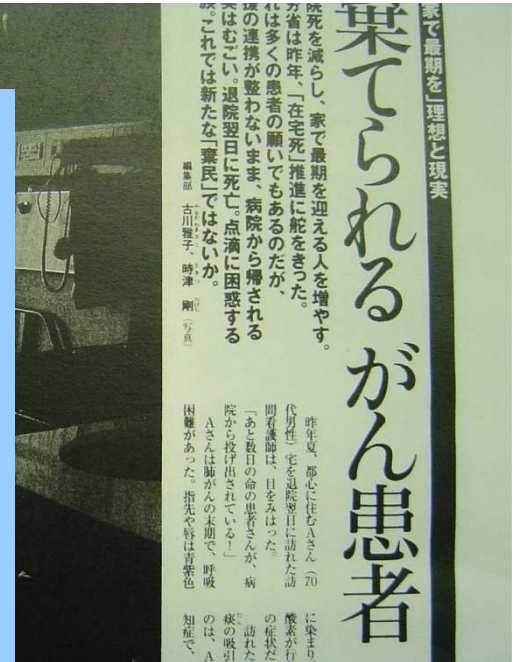 家で最期を」理想と現実
棄てられる がん患者
院死を減らし、家で最期を迎える人を増やす。
労省は昨年、「在宅死」推進に舵をきった。
れは多くの患者の願いでもあるのだが、
援の連携が整わないまま、病院から帰される
実はむごい。退院翌日に死亡。点滴に困惑する
族。これでは新たな「棄民」ではないか。
編集部 古川雅子、時津 剛(写真)
昨年夏、都心に住むAさん(70
代男性)宅を退院翌日に訪れた訪
問看護師は、目をみはった。
「あと数日の命の患者さんが、病
院から投げ出されている!」
Aさんは肺がんの末期で、呼吸
困難があった。指先や唇は青紫色
に染まり
酸素が行
の症状だ
訪れた
痰の吸引
のは、A
知症で、